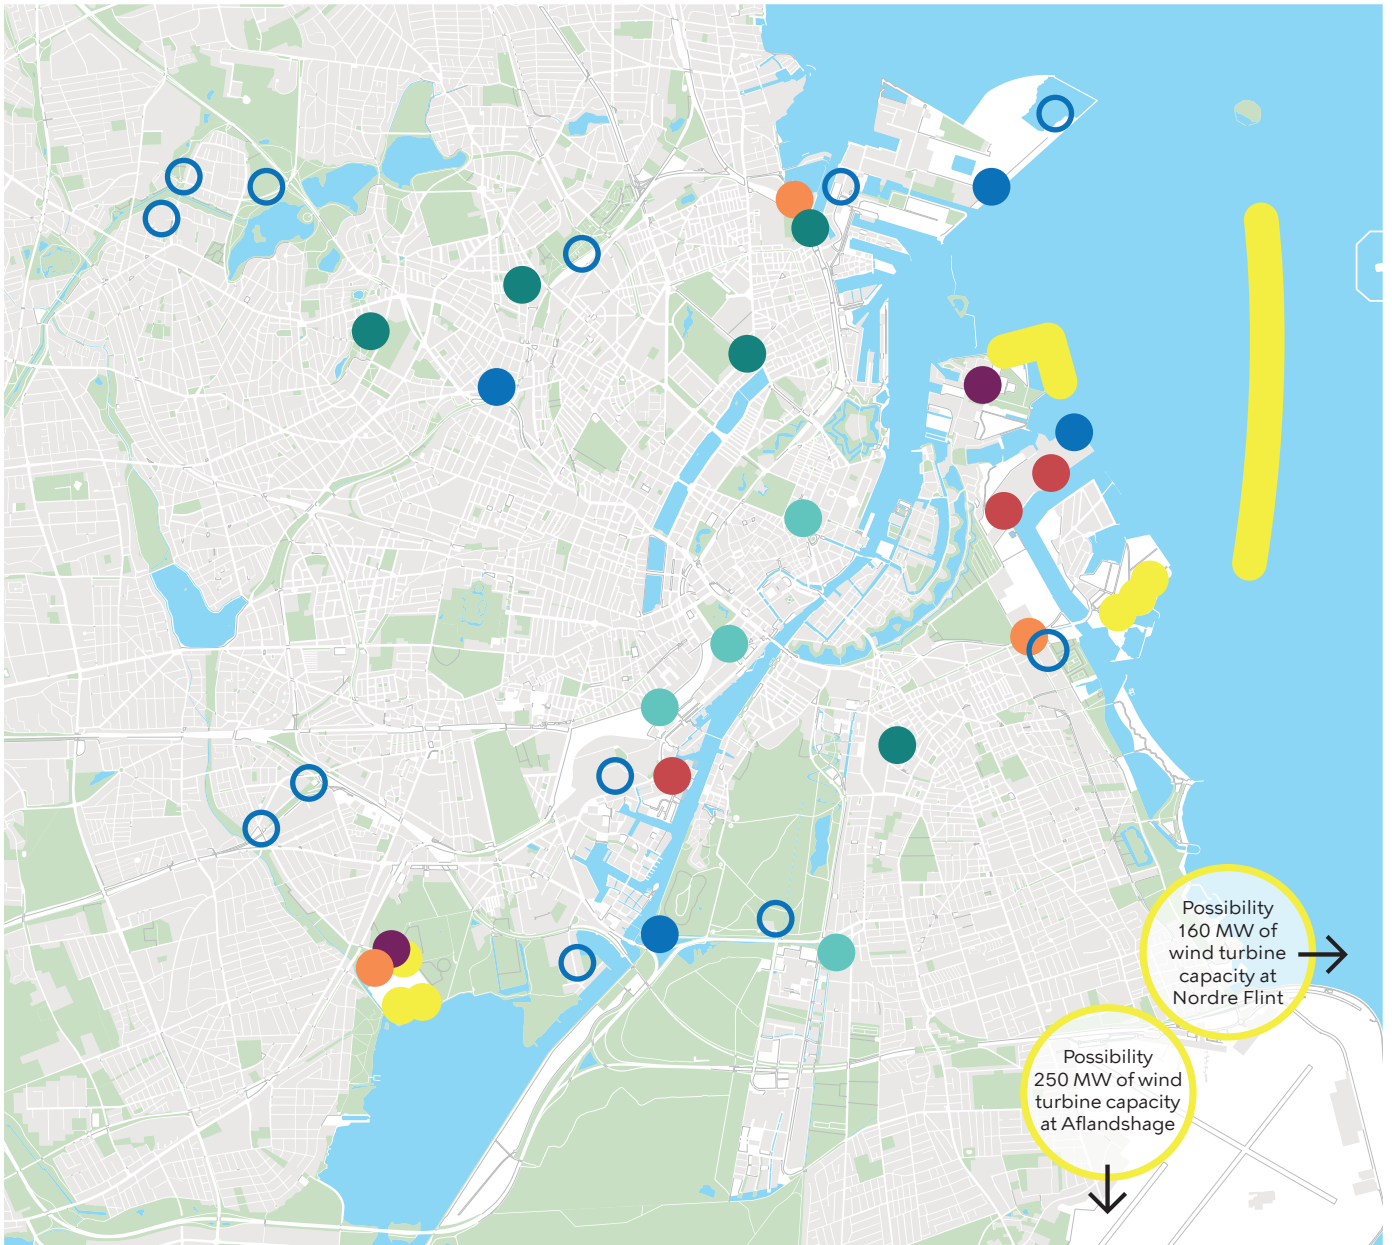 Possibility
160 MW of
wind turbine
capacity at
Nordre Flint
Possibility
250 MW of wind
turbine capacity
at Aflandshage